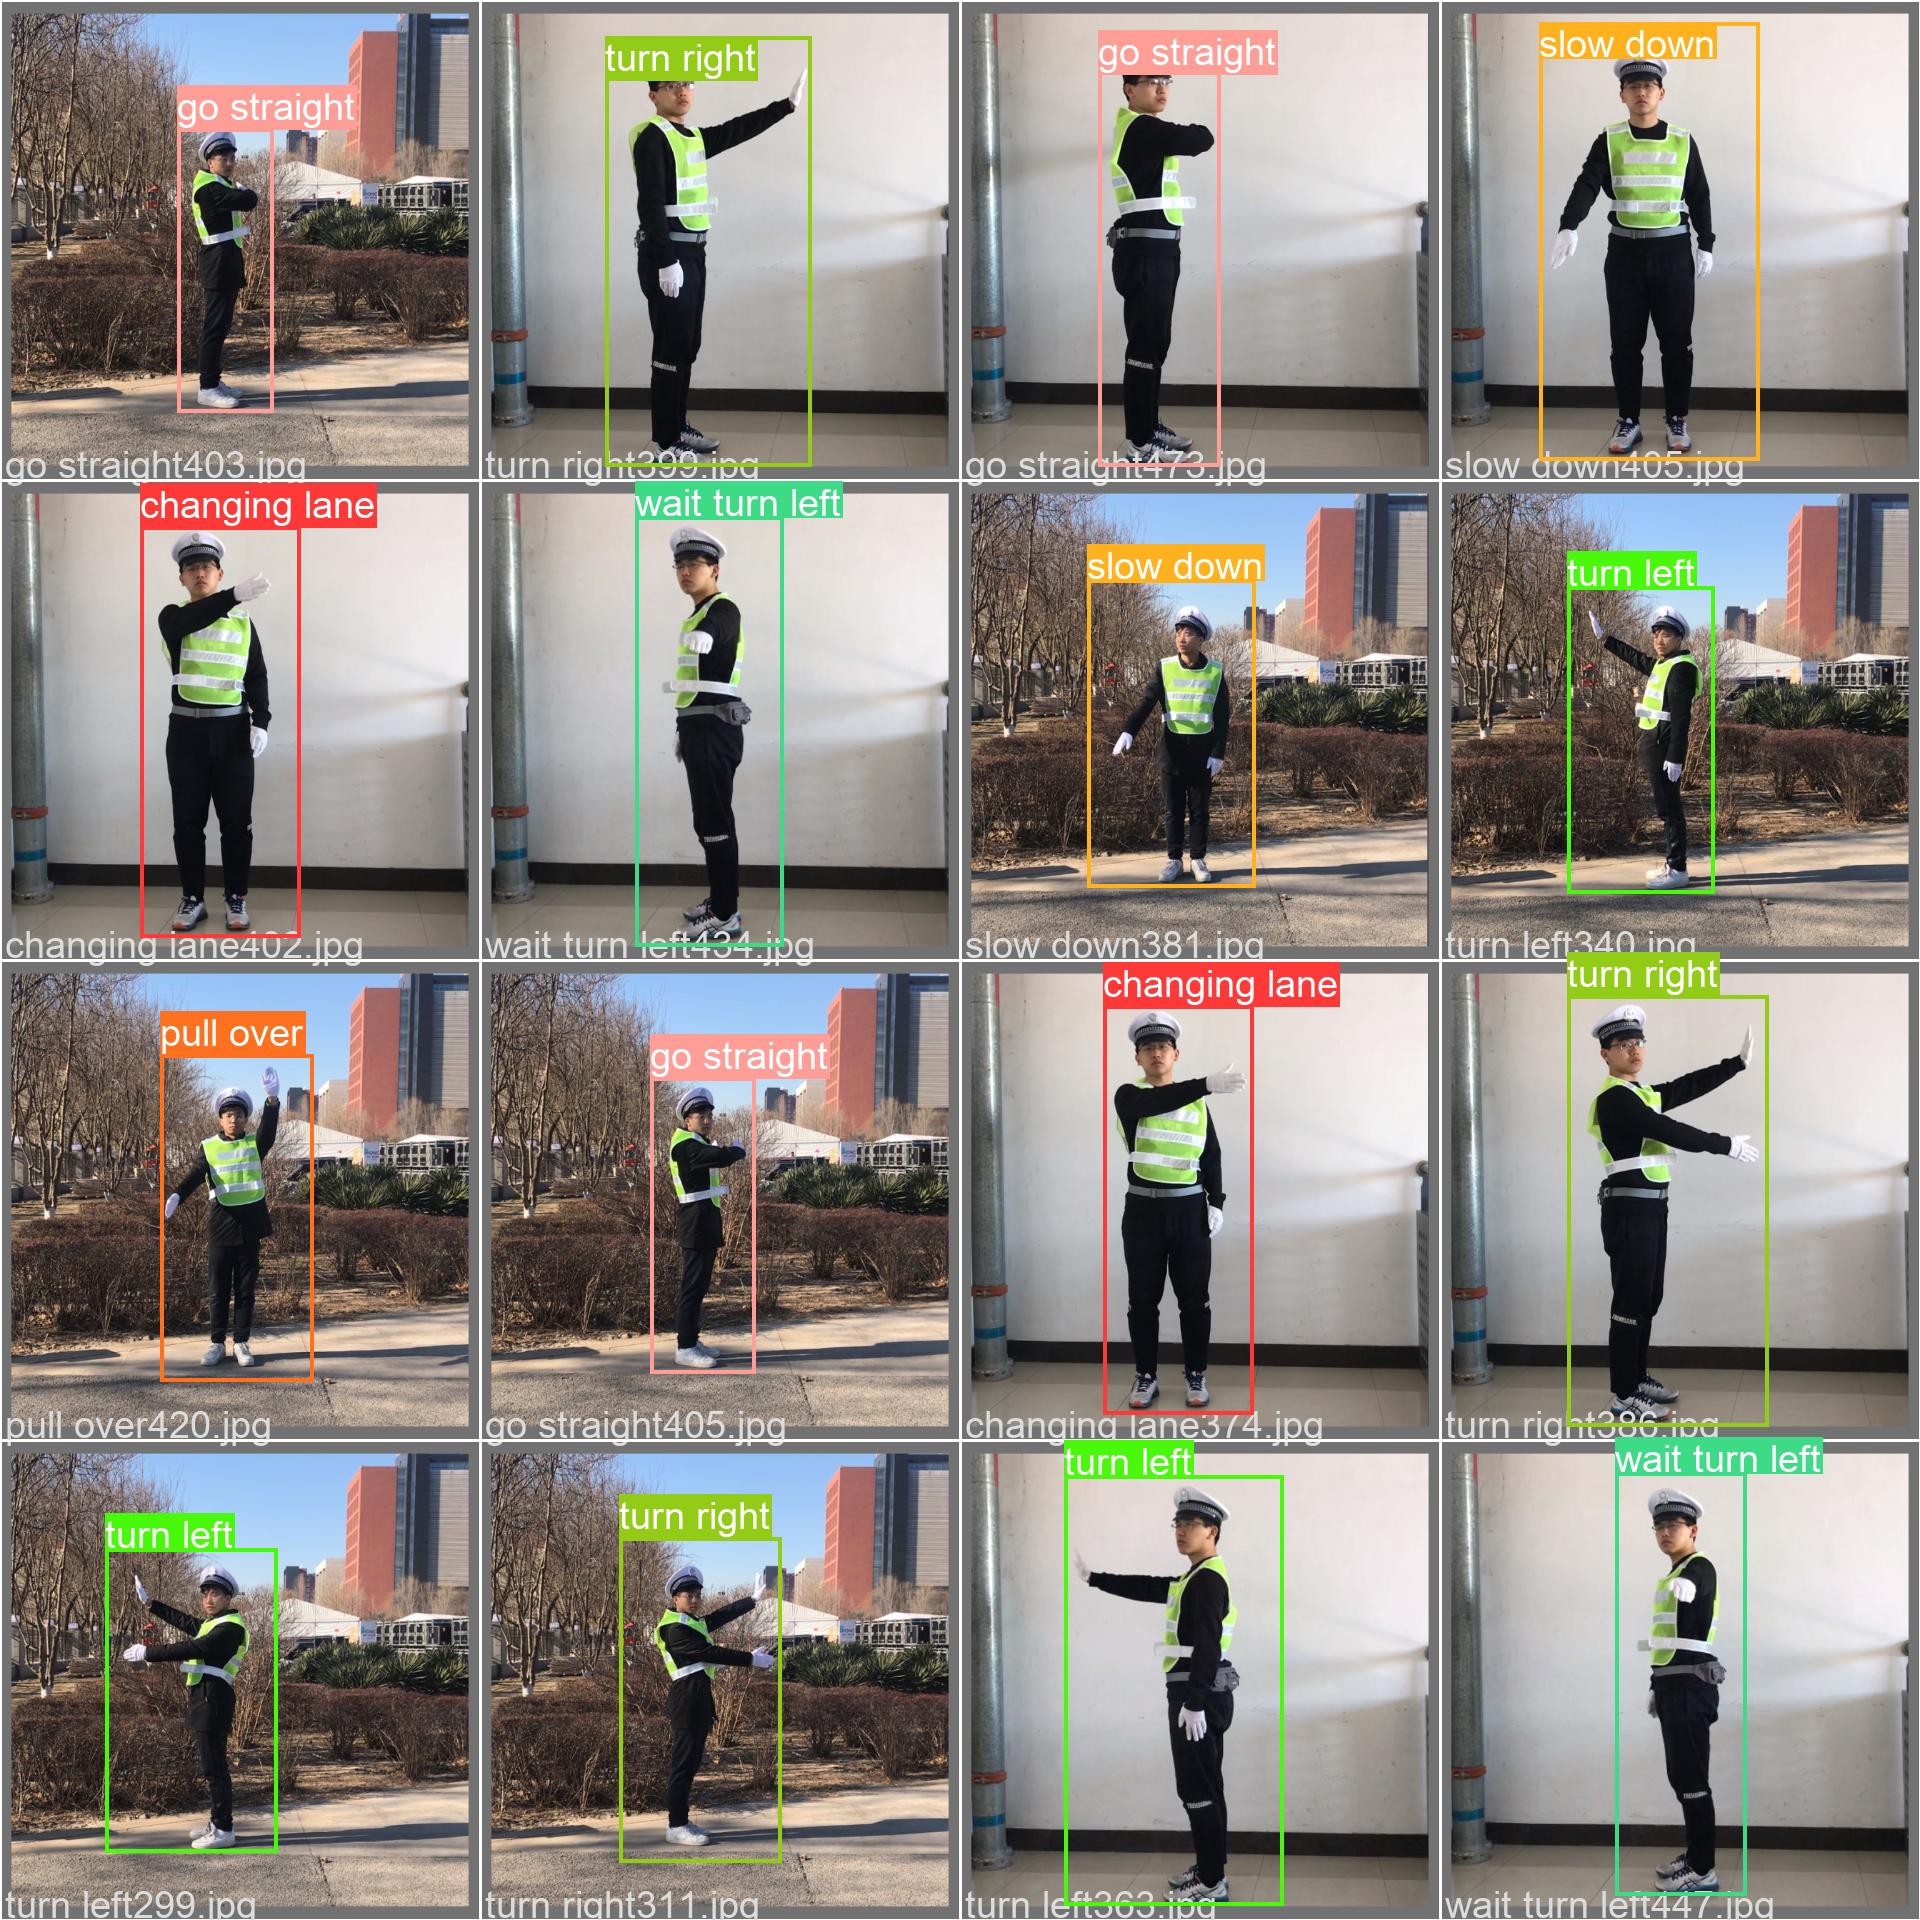 go straight
go straight403.jpg
turn right
turn right399.jpg
go straight
go straight473.jpg
slow down
slow down405.jpg
changing lane
changing lane402.jpg
wait turn left
wait turn left434.jpg
slow down
slow down381.jpg
turn left
turn left340.jpg
pull over
pull over420.jpg
go straight
go straight405.jpg
changing lane
changing lane374.jpg
turn right
turn right386.jpg
turn left
turn left299.jpg
turn right
turn right311.jpg
turn left
turn left363.jpg
wait turn left
wait turn left447.jpg